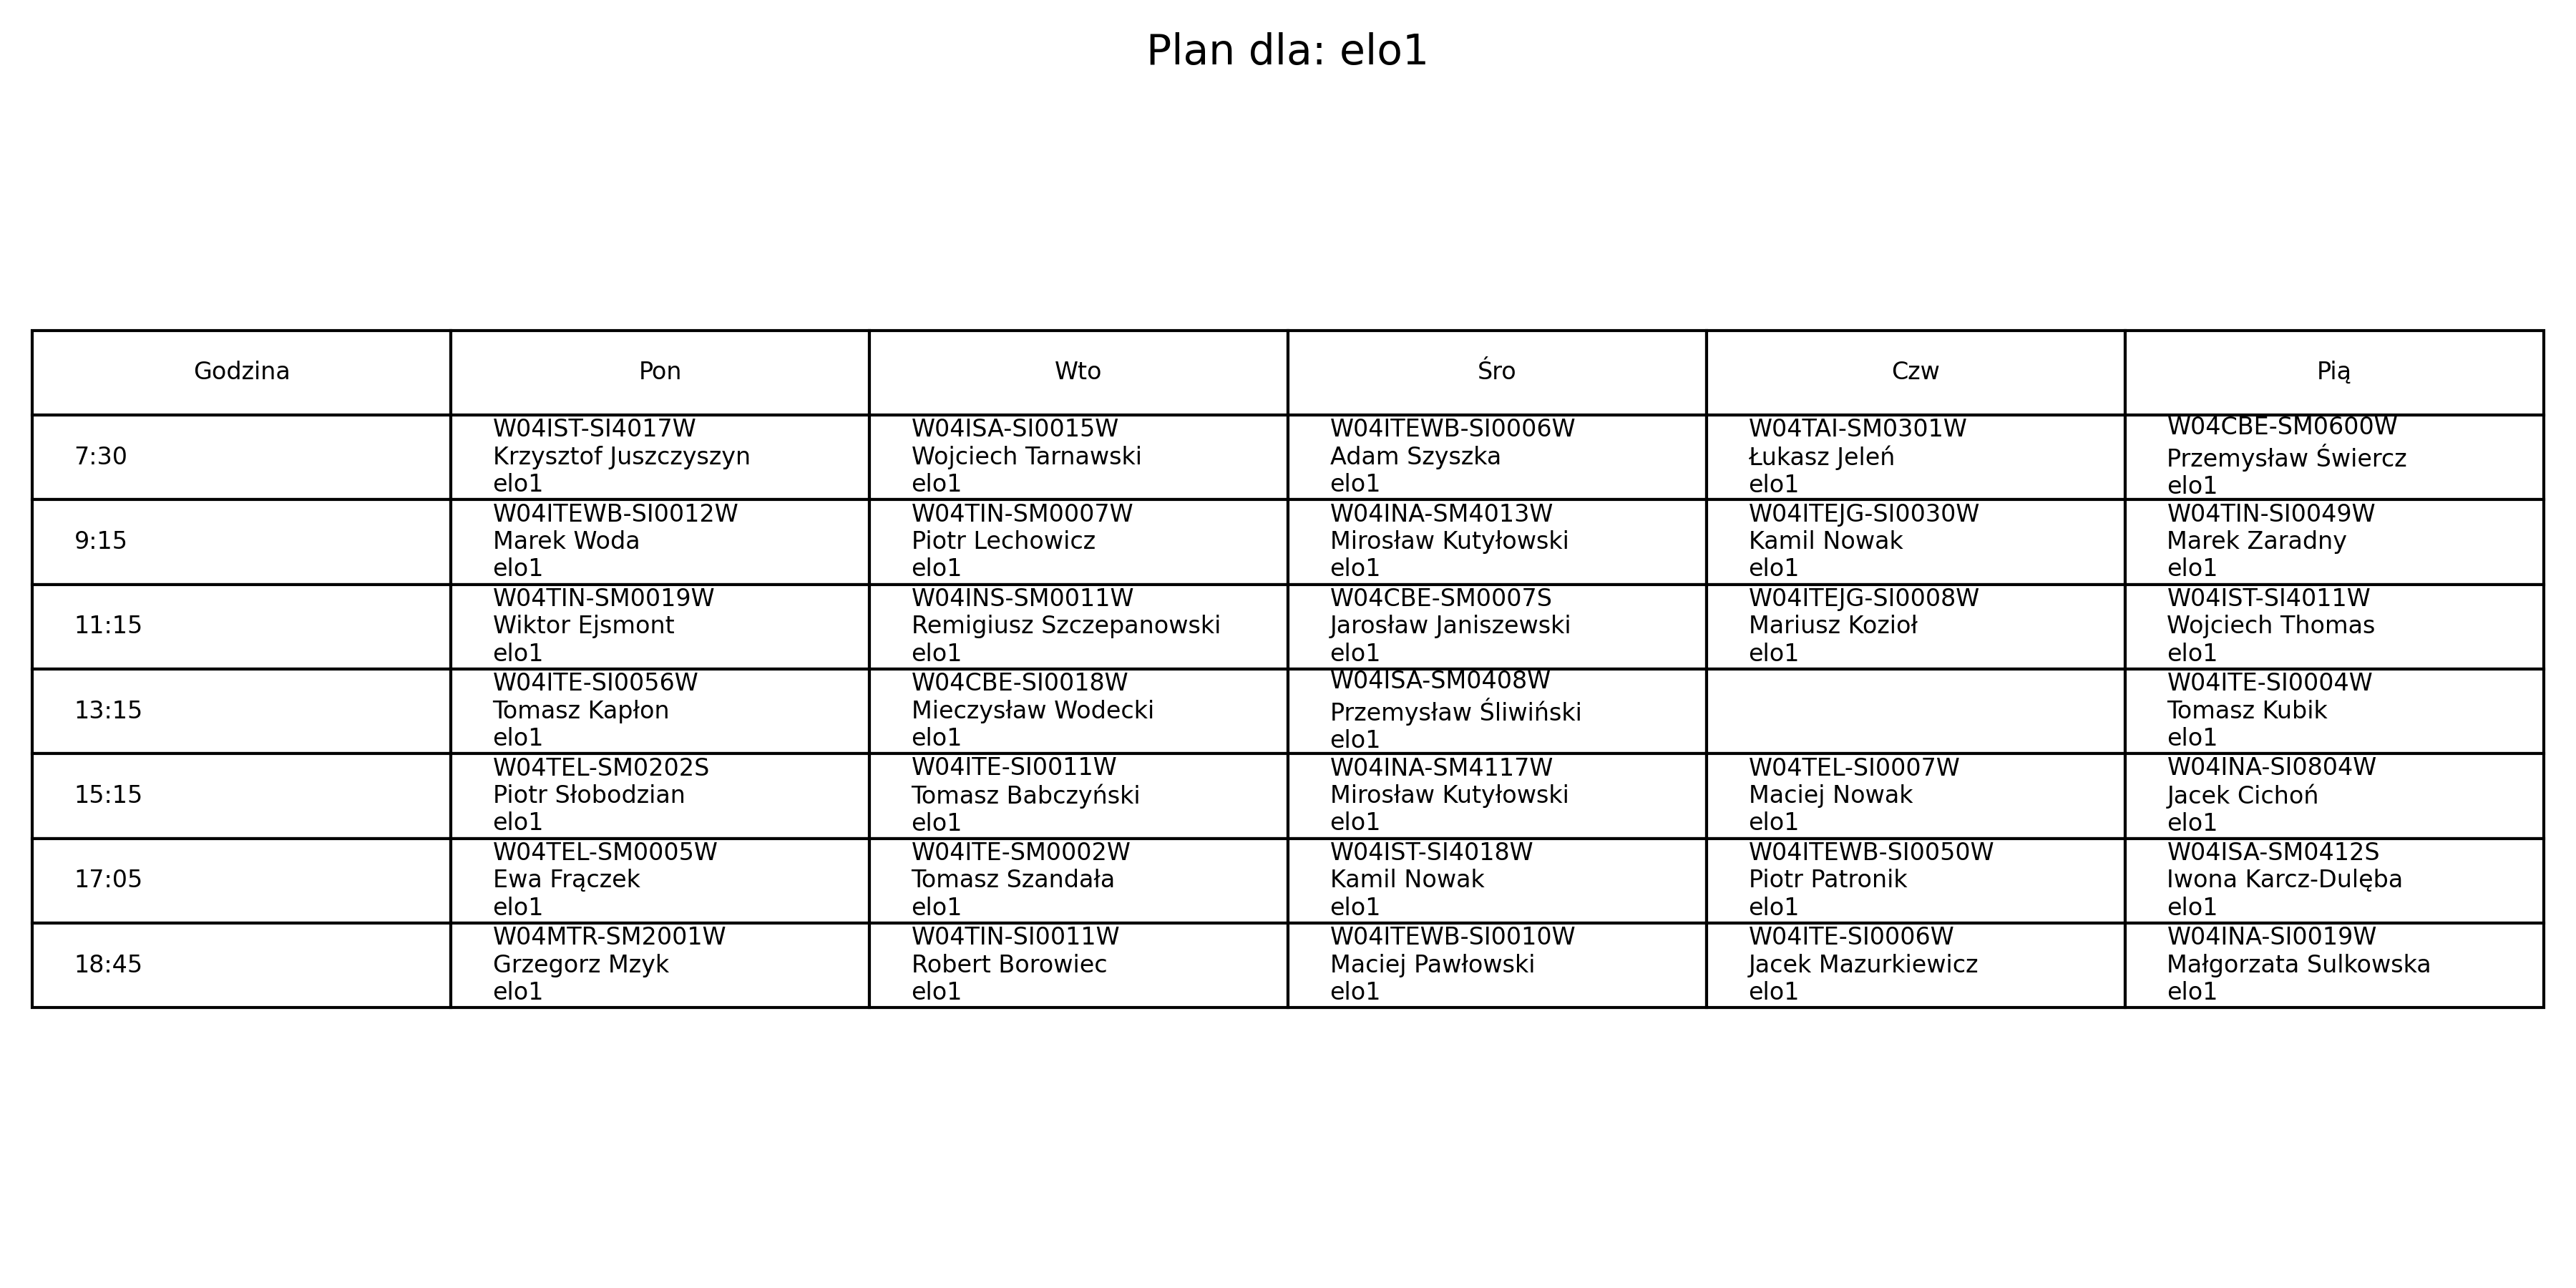 Plan dla: elo1
Godzina Pon Wto Śro Czw Pią
7:30
W04IST-SI4017W
Krzysztof Juszczyszyn
elo1
W04ISA-SI0015W
Wojciech Tarnawski
elo1
W04ITEWB-SI0006W
Adam Szyszka
elo1
W04TAI-SM0301W
Łukasz Jeleń
elo1
W04CBE-SM0600W
Przemysław Świercz
elo1
9:15
W04ITEWB-SI0012W
Marek Woda
elo1
W04TIN-SM0007W
Piotr Lechowicz
elo1
W04INA-SM4013W
Mirosław Kutyłowski
elo1
W04ITEJG-SI0030W
Kamil Nowak
elo1
W04TIN-SI0049W
Marek Zaradny
elo1
11:15
W04TIN-SM0019W
Wiktor Ejsmont
elo1
W04INS-SM0011W
Remigiusz Szczepanowski
elo1
W04CBE-SM0007S
Jarosław Janiszewski
elo1
W04ITEJG-SI0008W
Mariusz Kozioł
elo1
W04IST-SI4011W
Wojciech Thomas
elo1
13:15
W04ITE-SI0056W
Tomasz Kapłon
elo1
W04CBE-SI0018W
Mieczysław Wodecki
elo1
W04ISA-SM0408W
Przemysław Śliwiński
elo1
W04ITE-SI0004W
Tomasz Kubik
elo1
15:15
W04TEL-SM0202S
Piotr Słobodzian
elo1
W04ITE-SI0011W
Tomasz Babczyński
elo1
W04INA-SM4117W
Mirosław Kutyłowski
elo1
W04TEL-SI0007W
Maciej Nowak
elo1
W04INA-SI0804W
Jacek Cichoń
elo1
17:05
W04TEL-SM0005W
Ewa Frączek
elo1
W04ITE-SM0002W
Tomasz Szandała
elo1
W04IST-SI4018W
Kamil Nowak
elo1
W04ITEWB-SI0050W
Piotr Patronik
elo1
W04ISA-SM0412S
Iwona Karcz-Dulęba
elo1
18:45
W04MTR-SM2001W
Grzegorz Mzyk
elo1
W04TIN-SI0011W
Robert Borowiec
elo1
W04ITEWB-SI0010W
Maciej Pawłowski
elo1
W04ITE-SI0006W
Jacek Mazurkiewicz
elo1
W04INA-SI0019W
Małgorzata Sulkowska
elo1